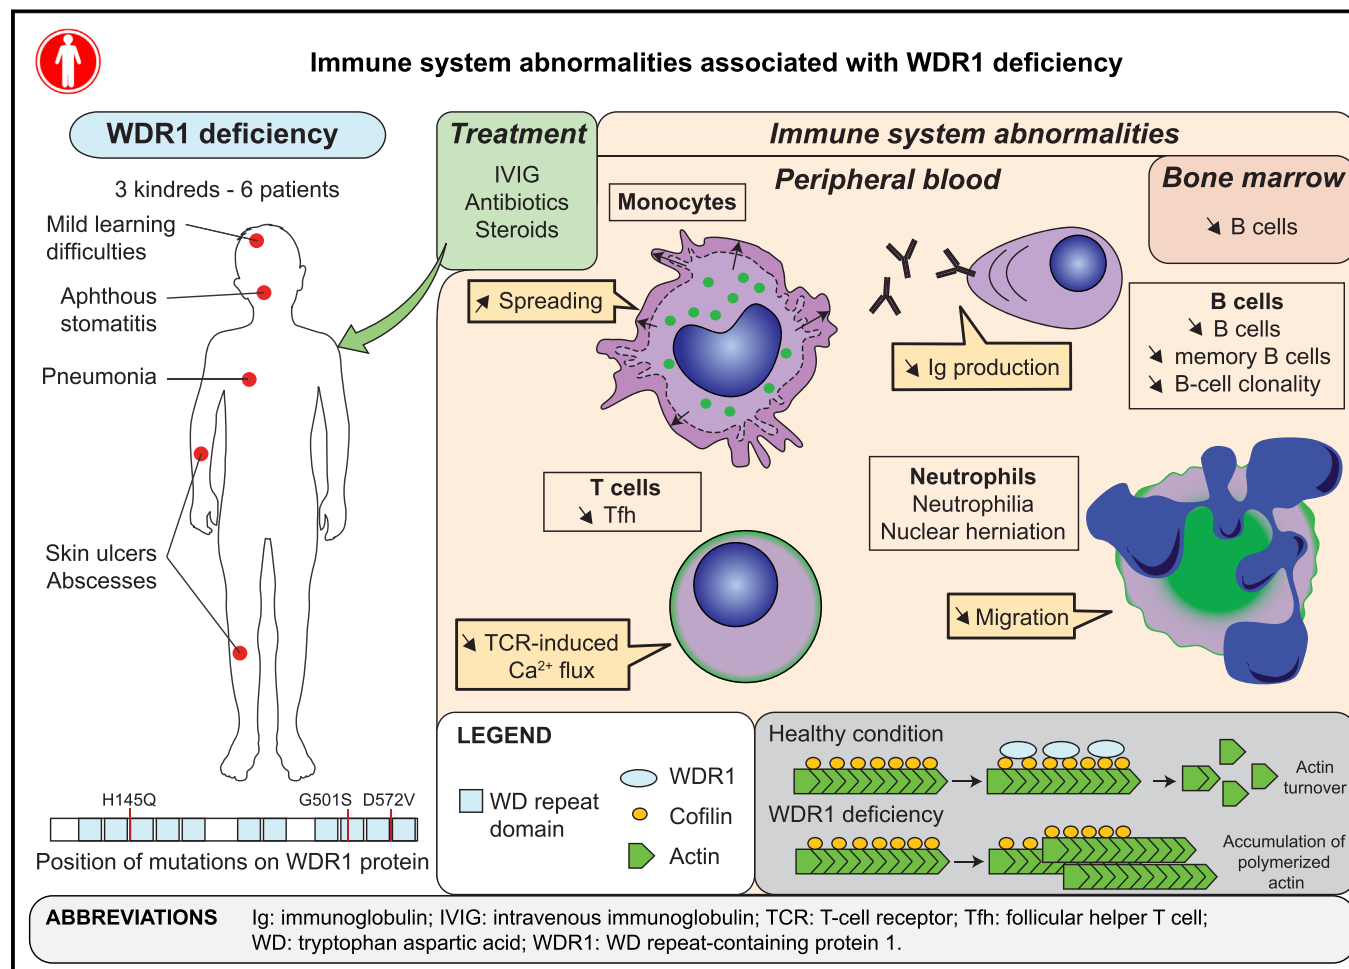 Immune system abnormalities associated with WDR1 deficiency
WDR1 deficiency
3 kindreds - 6 patients
Mild learning
difficulties
Aphthous
stomatitis
Pneumonia
Skin ulcers
Abscesses
H145Q
G501S
D572V
Position of mutations on WDR1 protein
Treatment
IVIG
Antibiotics
Steroids
Immune system abnormalities
Peripheral blood
Bone marrow
↘ B cells
Monocytes
↗ Spreading
↘ Ig production
B cells
↘ B cells
↘ memory B cells
↘ B-cell clonality
T cells
↘ Tfh
↘ TCR-induced
Ca²⁺ flux
Neutrophils
Neutrophilia
Nuclear herniation
↘ Migration
LEGEND
WD repeat
domain
WDR1
Cofilin
Actin
Healthy condition
Actin
turnover
WDR1 deficiency
Accumulation of
polymerized
actin
ABBREVIATIONS Ig: immunoglobulin; IVIG: intravenous immunoglobulin; TCR: T-cell receptor; Tfh: follicular helper T cell;
WD: tryptophan aspartic acid; WDR1: WD repeat-containing protein 1.